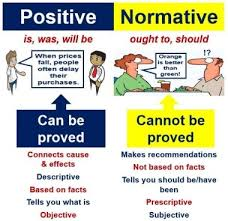 Positive
Normative
is, was, will be
ought to, should
When prices
fall, people
often delay
their
purchases.
Orange
is better
than
green!
!?
Can be
proved
Cannot be
proved
Connects cause
& effects
Descriptive
Based on facts
Tells you what is
Objective
Makes recommendations
Not based on facts
Tells you should be/have
been
Prescriptive
Subjective